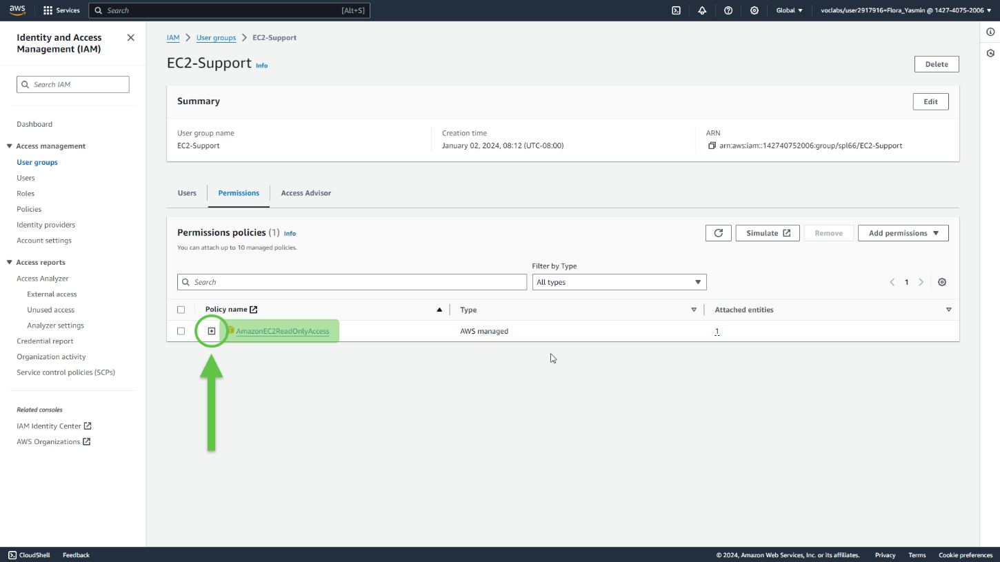 aws
Services
Search
[Alt+S]
Global
voclabs/user2917916=Flora_Yasmin @ 1427-4075-2006
Identity and Access
Management (IAM)
Search IAM
Dashboard
Access management
User groups
Users
Roles
Policies
Identity providers
Account settings
Access reports
Access Analyzer
External access
Unused access
Analyzer settings
Credential report
Organization activity
Service control policies (SCPs)
Related consoles
IAM Identity Center
AWS Organizations
IAM > User groups > EC2-Support
EC2-Support Info
Delete
Summary
Edit
User group name
EC2-Support
Creation time
January 02, 2024, 08:12 (UTC-08:00)
ARN
arn:aws:iam::142740752006:group/spl66/EC2-Support
Users
Permissions
Access Advisor
Permissions policies (1) Info
You can attach up to 10 managed policies.
Simulate
Remove
Add permissions
Filter by Type
Search
All types
1
Policy name
Type
Attached entities
AmazonEC2ReadOnlyAccess
AWS managed
1
CloudShell
Feedback
© 2024, Amazon Web Services, Inc. or its affiliates.
Privacy
Terms
Cookie preferences